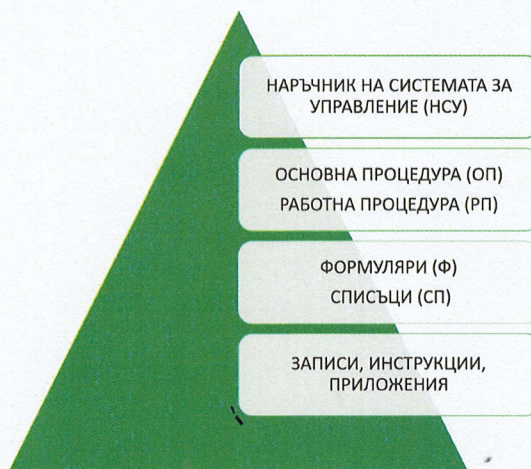 НАРЪЧНИК НА СИСТЕМАТА ЗА
УПРАВЛЕНИЕ (НСУ)
ОСНОВНА ПРОЦЕДУРА (ОП)
РАБОТНА ПРОЦЕДУРА (РП)
ФОРМУЛЯРИ (Ф)
СПИСЪЦИ (СП)
ЗАПИСИ, ИНСТРУКЦИИ,
ПРИЛОЖЕНИЯ